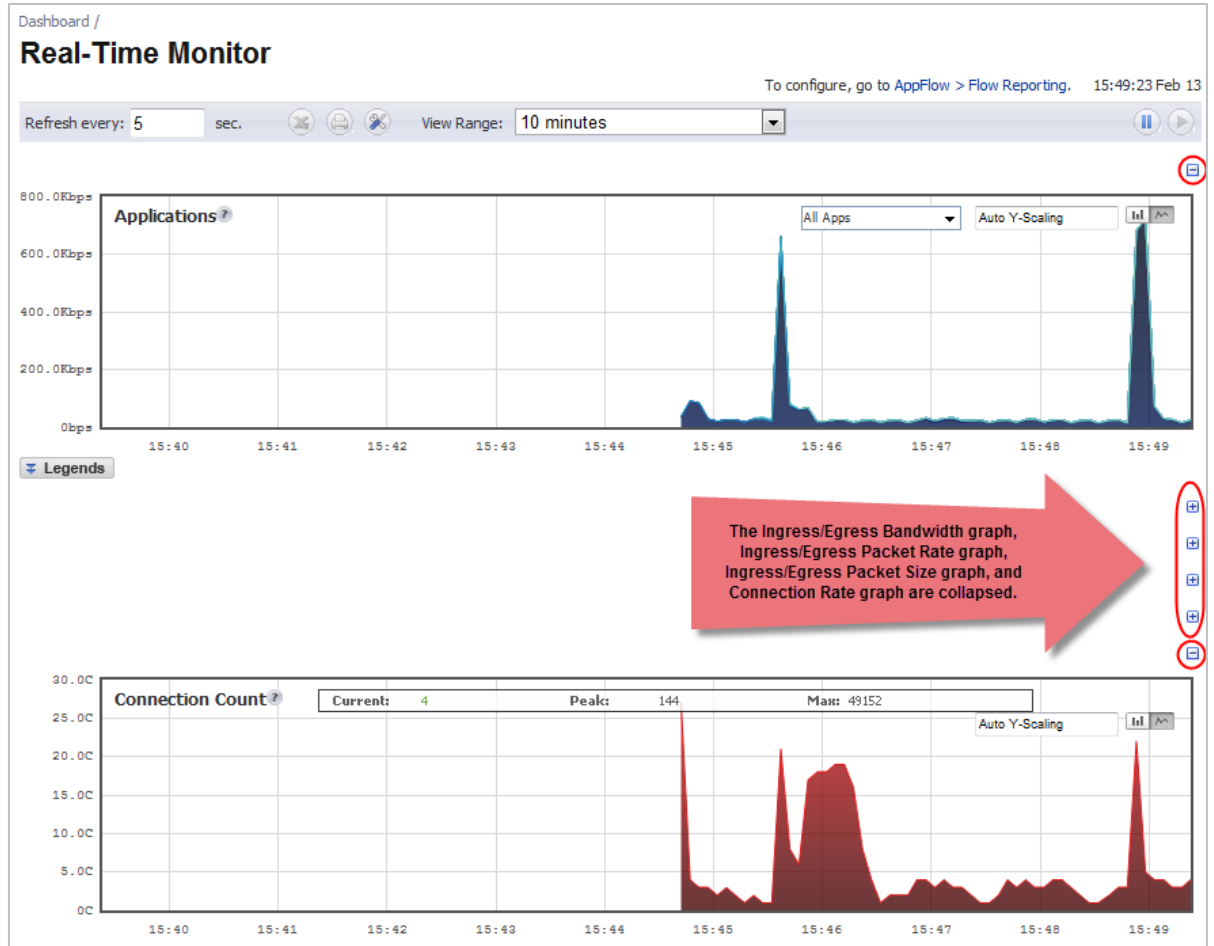 Dashboard /
Real-Time Monitor
To configure, go to AppFlow > Flow Reporting. 15:49:23 Feb 13
Refresh every: 5 sec. View Range: 10 minutes
800.0Kbps
Applications ? All Apps Auto Y-Scaling
600.0Kbps
400.0Kbps
200.0Kbps
0bps
15:40 15:41 15:42 15:43 15:44 15:45 15:46 15:47 15:48 15:49
Legends
The Ingress/Egress Bandwidth graph,
Ingress/Egress Packet Rate graph,
Ingress/Egress Packet Size graph, and
Connection Rate graph are collapsed.
30.0C
Connection Count ? Current: 4 Peak: 144 Max: 49152
25.0C Auto Y-Scaling
20.0C
15.0C
10.0C
5.0C
0C
15:40 15:41 15:42 15:43 15:44 15:45 15:46 15:47 15:48 15:49